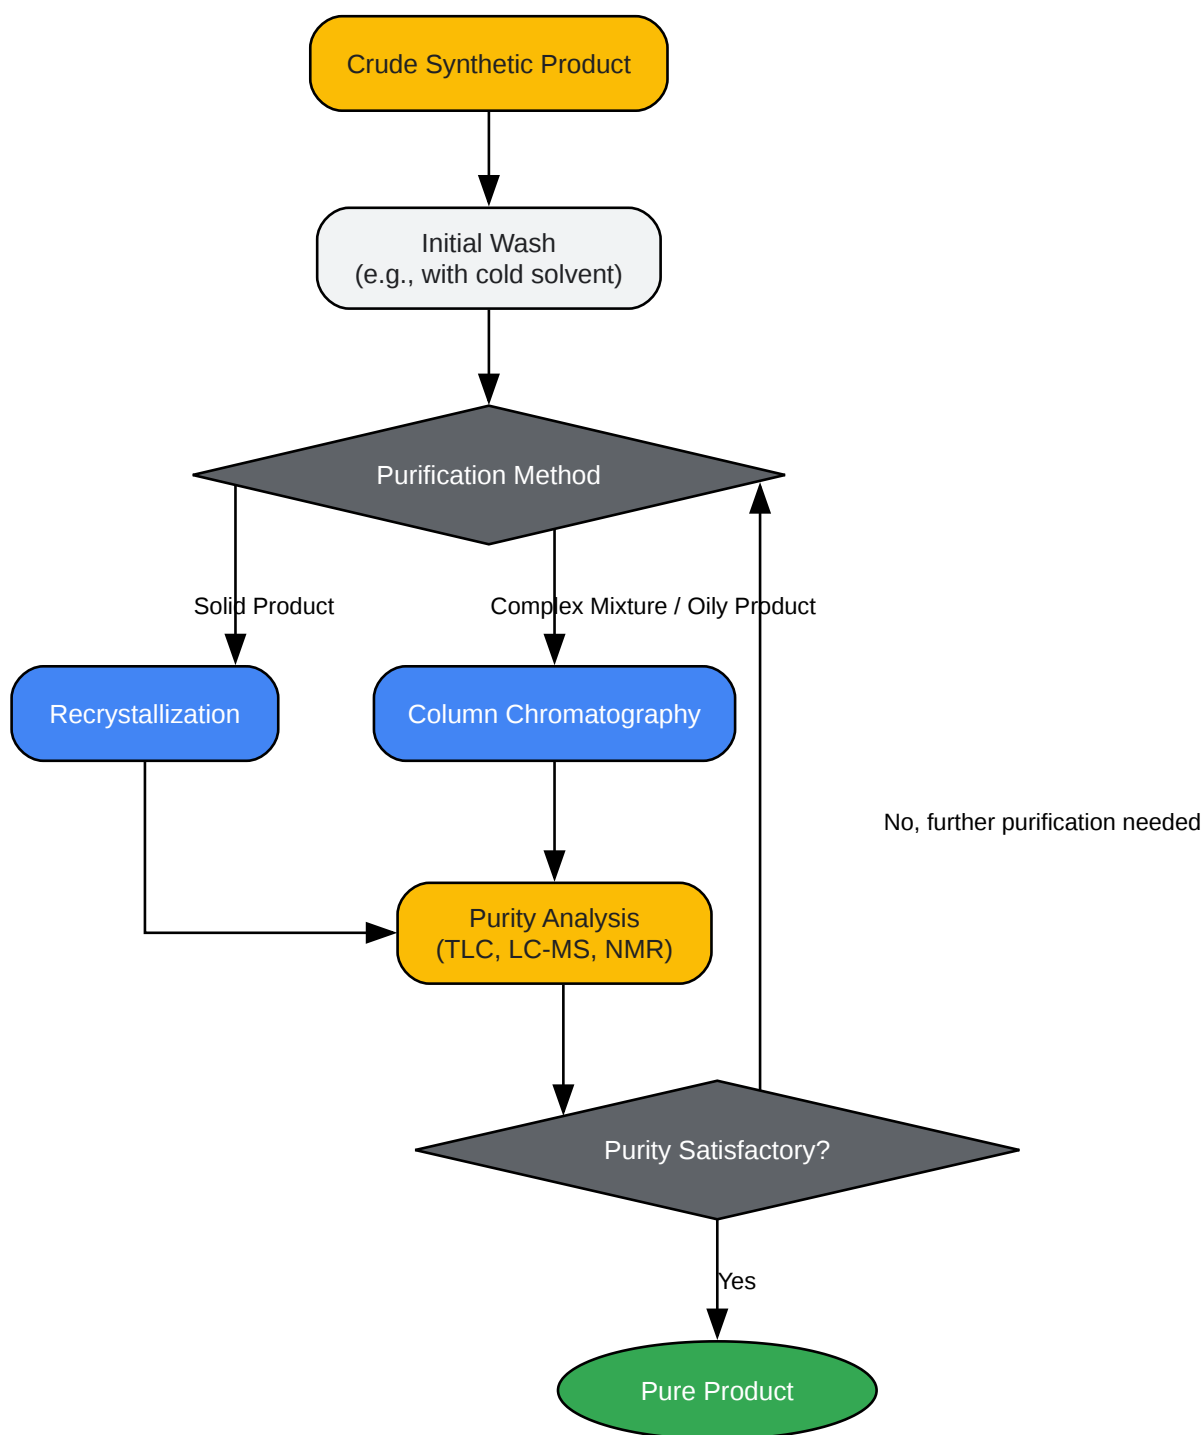 Crude Synthetic Product
Initial Wash
(e.g., with cold solvent)
Purification Method
Solid Product
Complex Mixture / Oily Product
Recrystallization
Column Chromatography
No, further purification needed
Purity Analysis
(TLC, LC-MS, NMR)
Purity Satisfactory?
Yes
Pure Product